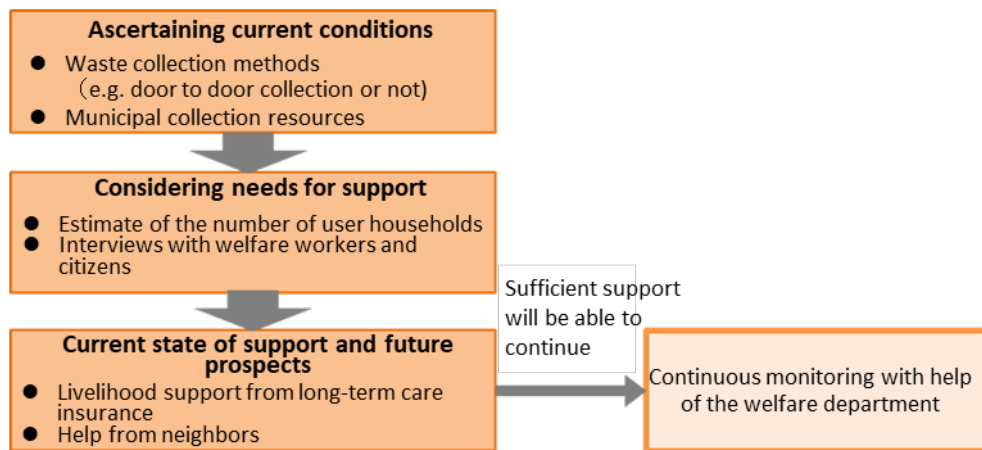 Ascertaining current conditions
● Waste collection methods
（e.g. door to door collection or not)
● Municipal collection resources
Considering needs for support
● Estimate of the number of user households
● Interviews with welfare workers and
citizens
Sufficient support
will be able to
continue
Current state of support and future
prospects
● Livelihood support from long-term care
insurance
● Help from neighbors
Continuous monitoring with help
of the welfare department